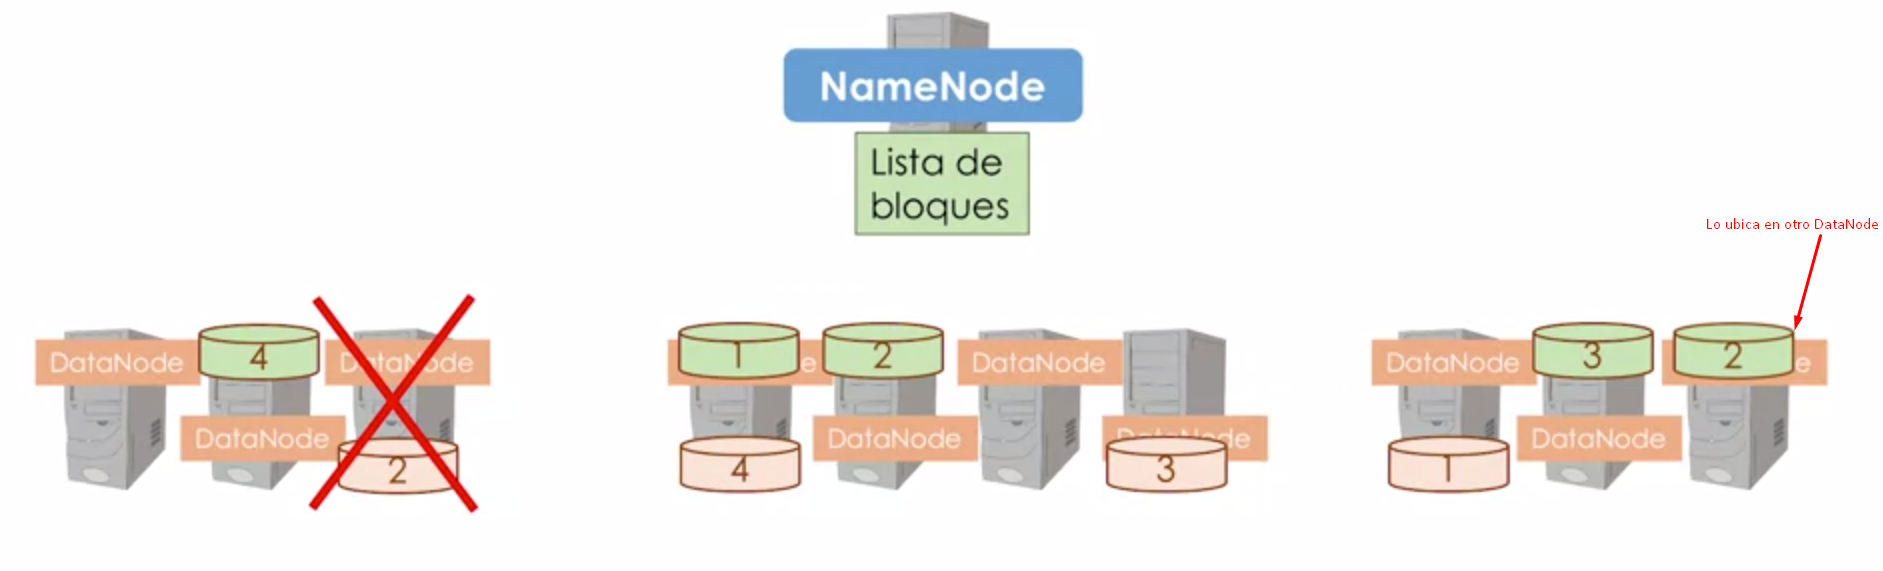 NameNode
Lista de
bloques
Lo ubica en otro DataNode
DataNode
4
DataNode
DataNode
2
1
e
2
DataNode
4
DataNode
DataNode
3
DataNode
3
2
e
1
DataNode